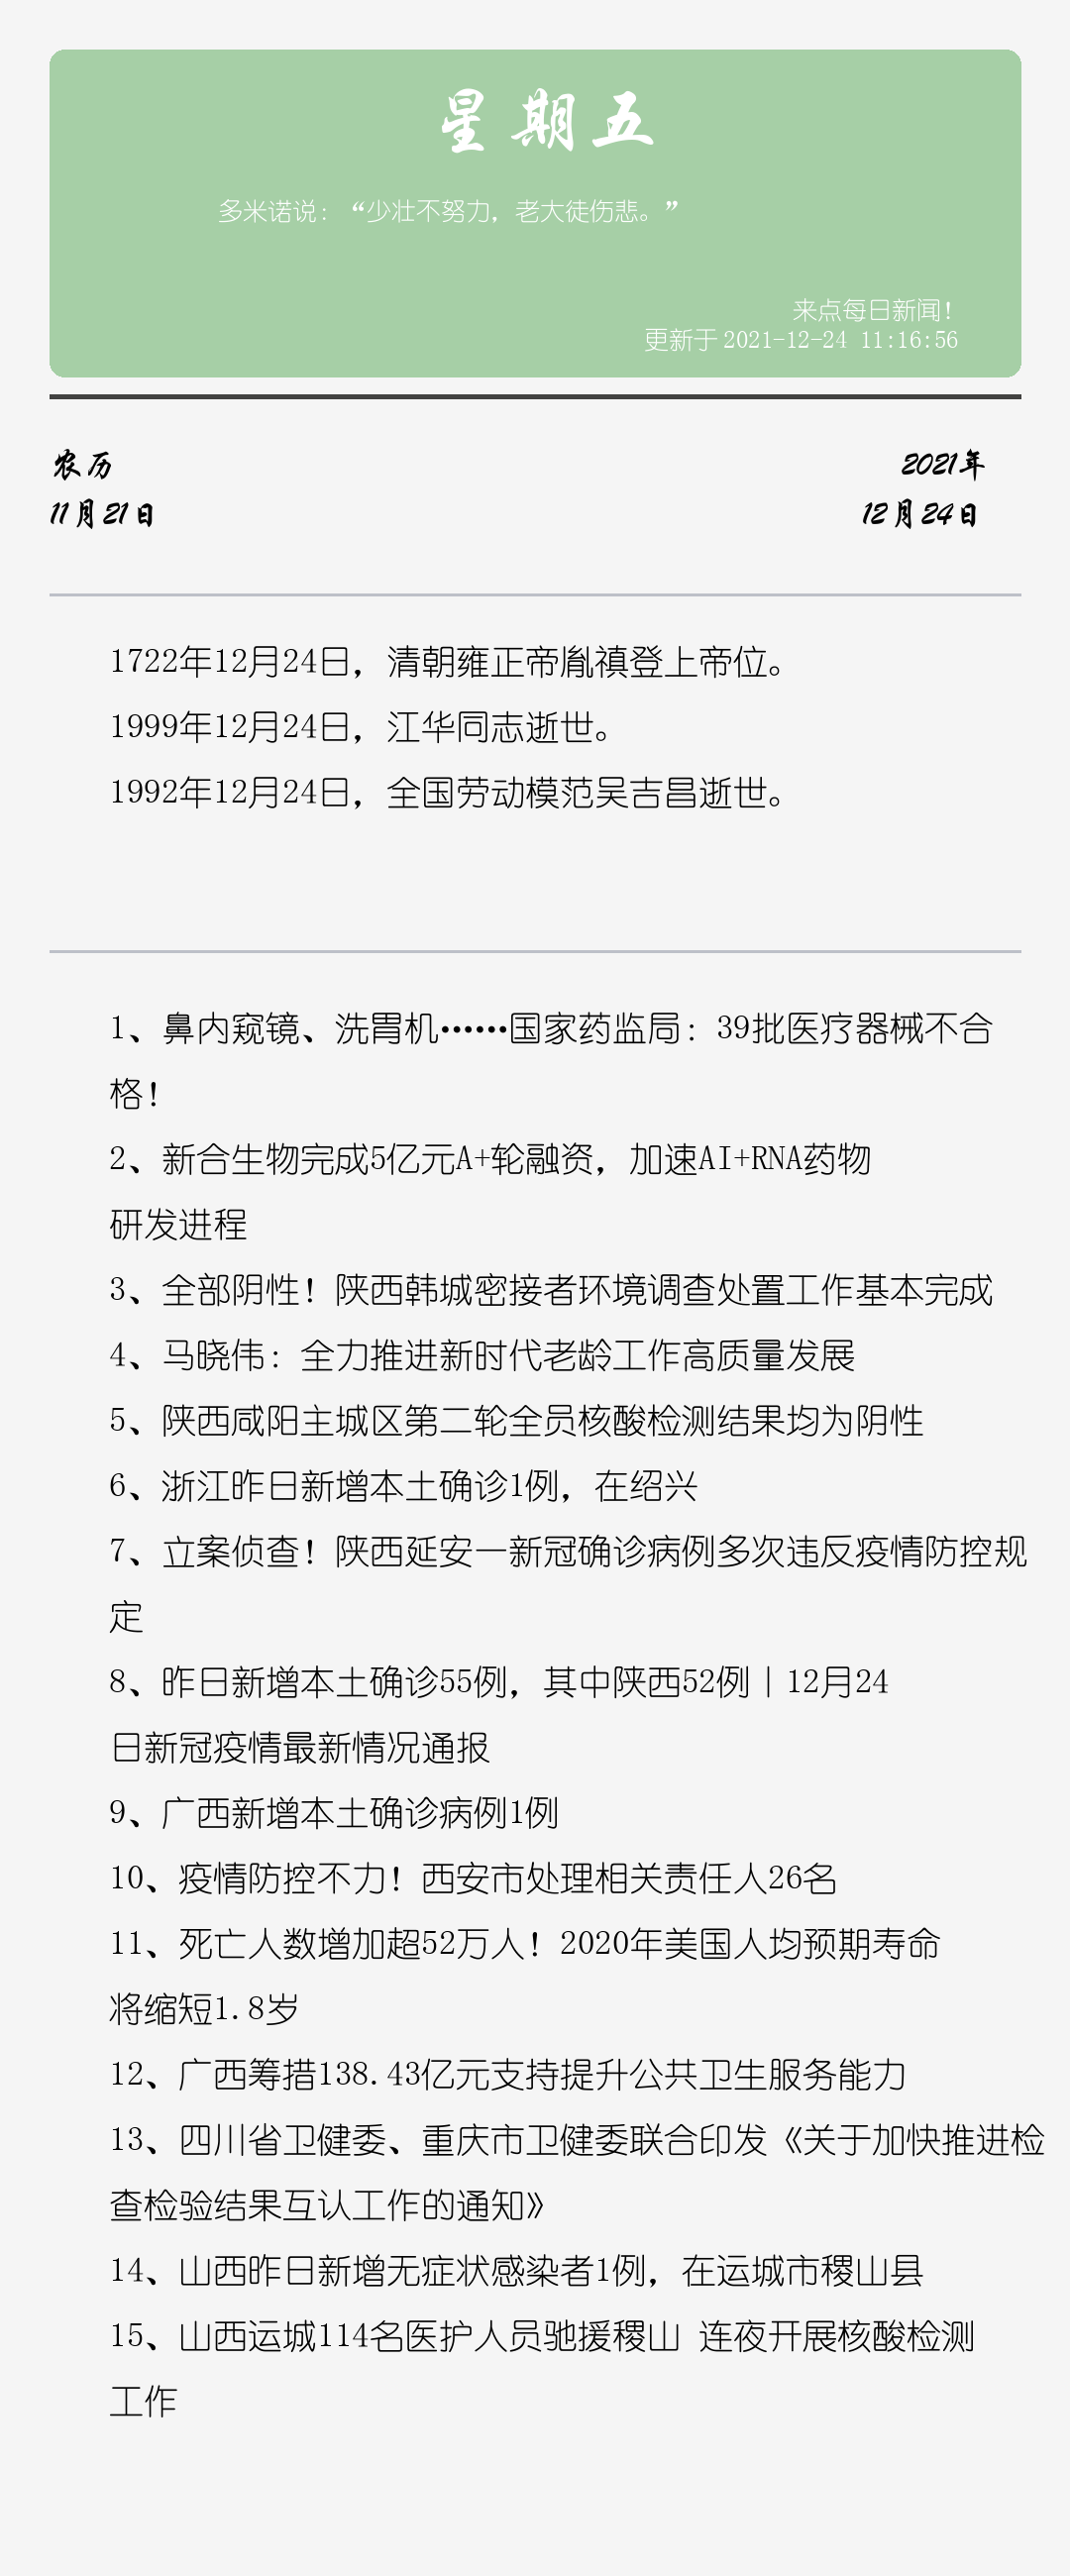 星期五
多米诺说：“少壮不努力，老大徒伤悲。”
来点每日新闻！
更新于2021-12-24 11:16:56
农历
2021年
11月21日
12月24日
1722年12月24日，清朝雍正帝胤禛登上帝位。
1999年12月24日，江华同志逝世。
1992年12月24日，全国劳动模范吴吉昌逝世。
1、鼻内窥镜、洗胃机……国家药监局：39批医疗器械不合
格！
2、新合生物完成5亿元A+轮融资，加速AI+RNA药物
研发进程
3、全部阴性！陕西韩城密接者环境调查处置工作基本完成
4、马晓伟：全力推进新时代老龄工作高质量发展
5、陕西咸阳主城区第二轮全员核酸检测结果均为阴性
6、浙江昨日新增本土确诊1例，在绍兴
7、立案侦查！陕西延安一新冠确诊病例多次违反疫情防控规
定
8、昨日新增本土确诊55例，其中陕西52例丨12月24
日新冠疫情最新情况通报
9、广西新增本土确诊病例1例
10、疫情防控不力！西安市处理相关责任人26名
11、死亡人数增加超52万人！2020年美国人均预期寿命
将缩短1.8岁
12、广西筹措138.43亿元支持提升公共卫生服务能力
13、四川省卫健委、重庆市卫健委联合印发《关于加快推进检
查检验结果互认工作的通知》
14、山西昨日新增无症状感染者1例，在运城市稷山县
15、山西运城114名医护人员驰援稷山 连夜开展核酸检测
工作